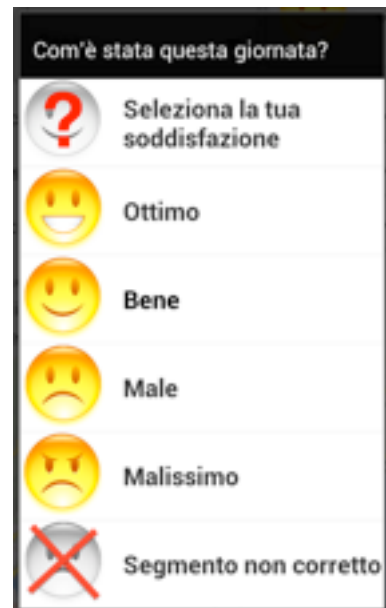 Com'è stata questa giornata?
Seleziona la tua
soddisfazione
Ottimo
Bene
Male
Malissimo
Segmento non corretto